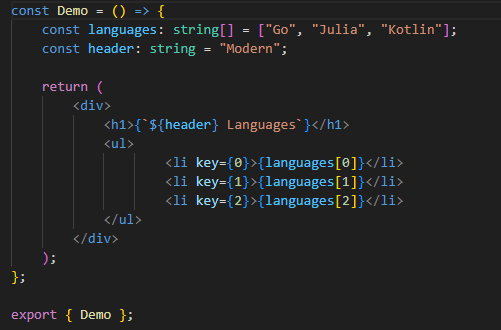 const Demo = () => {
    const languages: string[] = ["Go", "Julia", "Kotlin"];
    const header: string = "Modern";

    return (
        <div>
            <h1>{`${header} Languages`}</h1>
            <ul>
                    <li key={0}>{languages[0]}</li>
                    <li key={1}>{languages[1]}</li>
                    <li key={2}>{languages[2]}</li>
            </ul>
        </div>
    );
};

export { Demo };